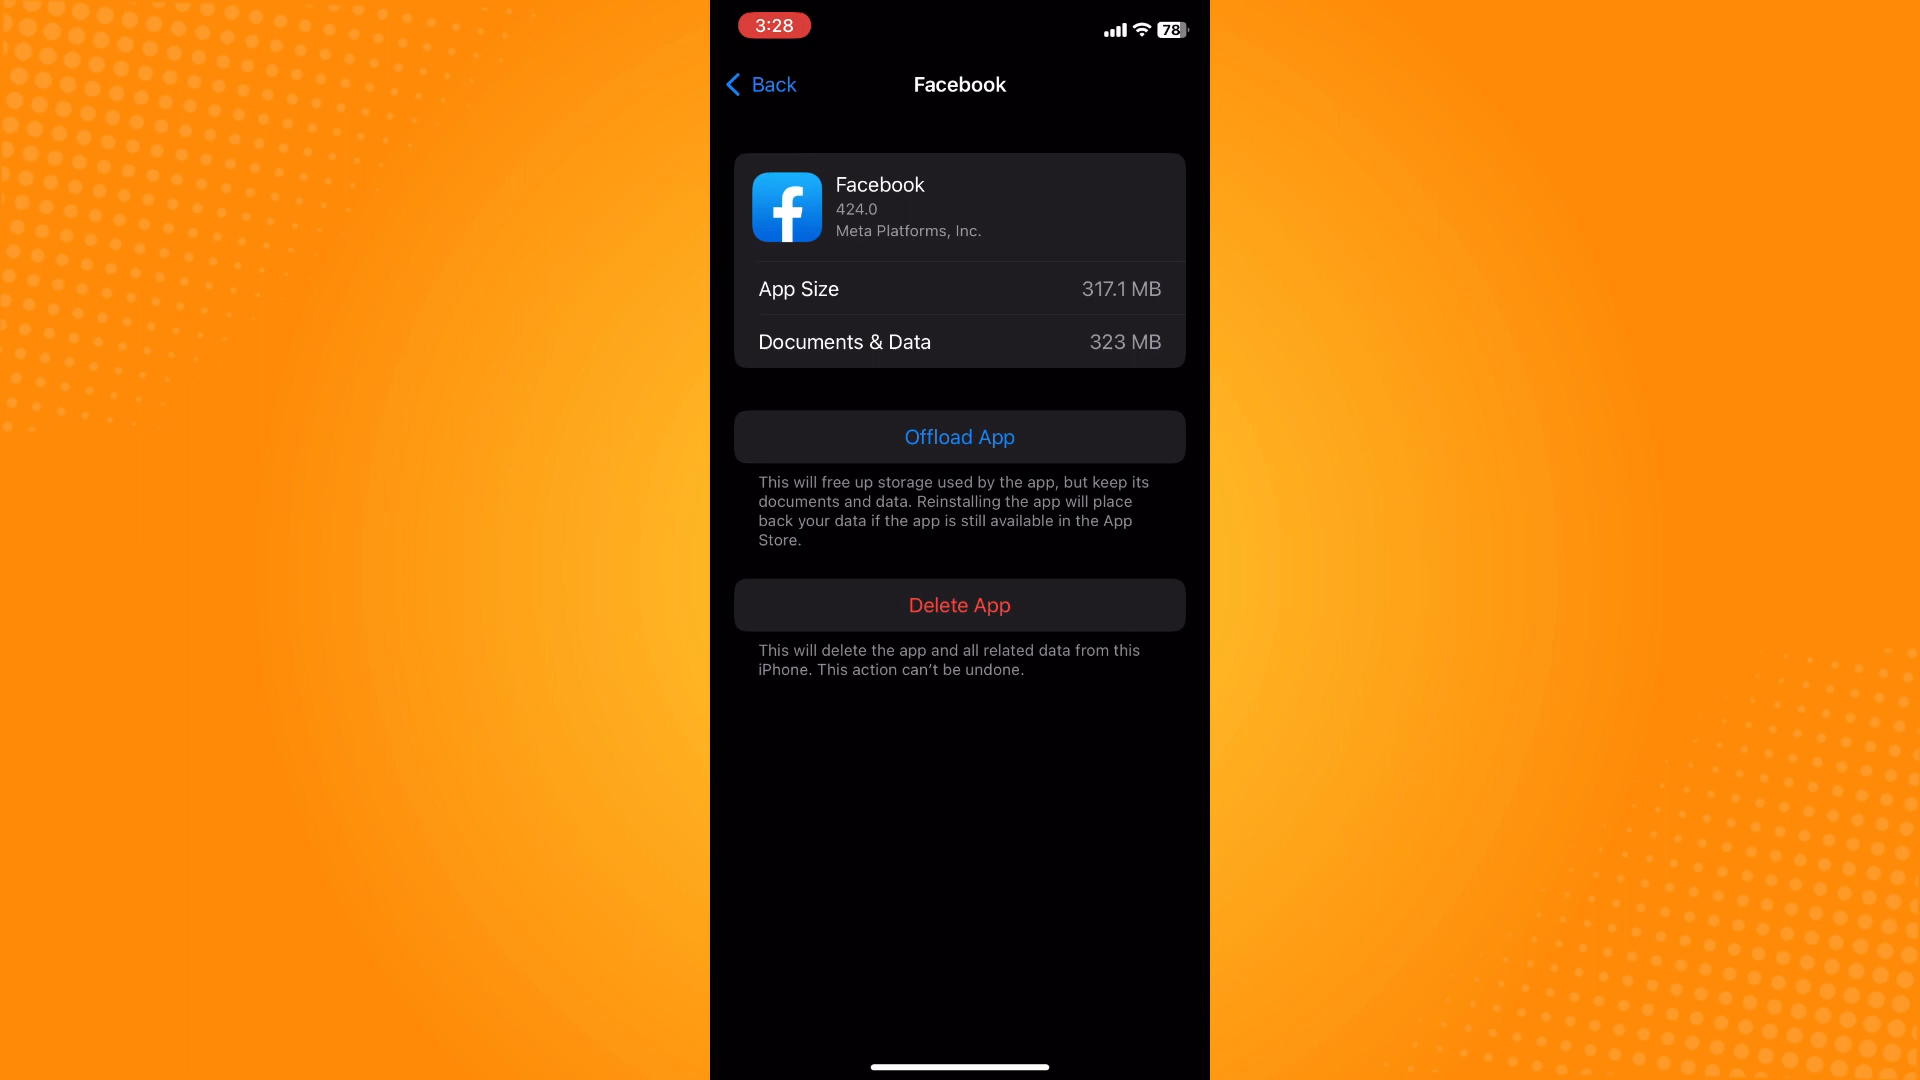 3:28
78
Back
Facebook
Facebook
424.0
Meta Platforms, Inc.
App Size 317.1 MB
Documents & Data 323 MB
Offload App
This will free up storage used by the app, but keep its
documents and data. Reinstalling the app will place
back your data if the app is still available in the App
Store.
Delete App
This will delete the app and all related data from this
iPhone. This action can’t be undone.